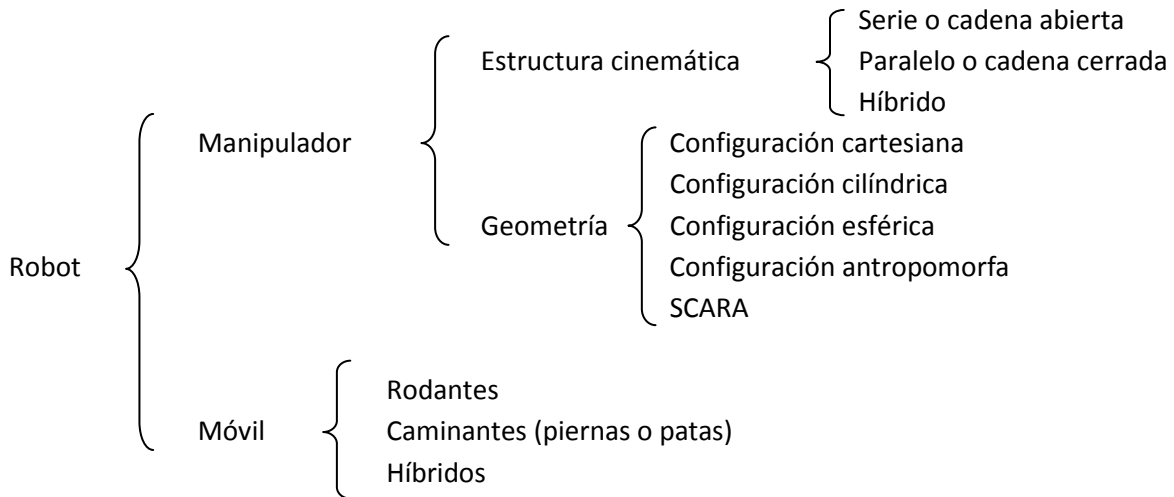 Robot
Manipulador
Estructura cinemática
Serie o cadena abierta
Paralelo o cadena cerrada
Híbrido
Geometría
Configuración cartesiana
Configuración cilíndrica
Configuración esférica
Configuración antropomorfa
SCARA
Móvil
Rodantes
Caminantes (piernas o patas)
Híbridos